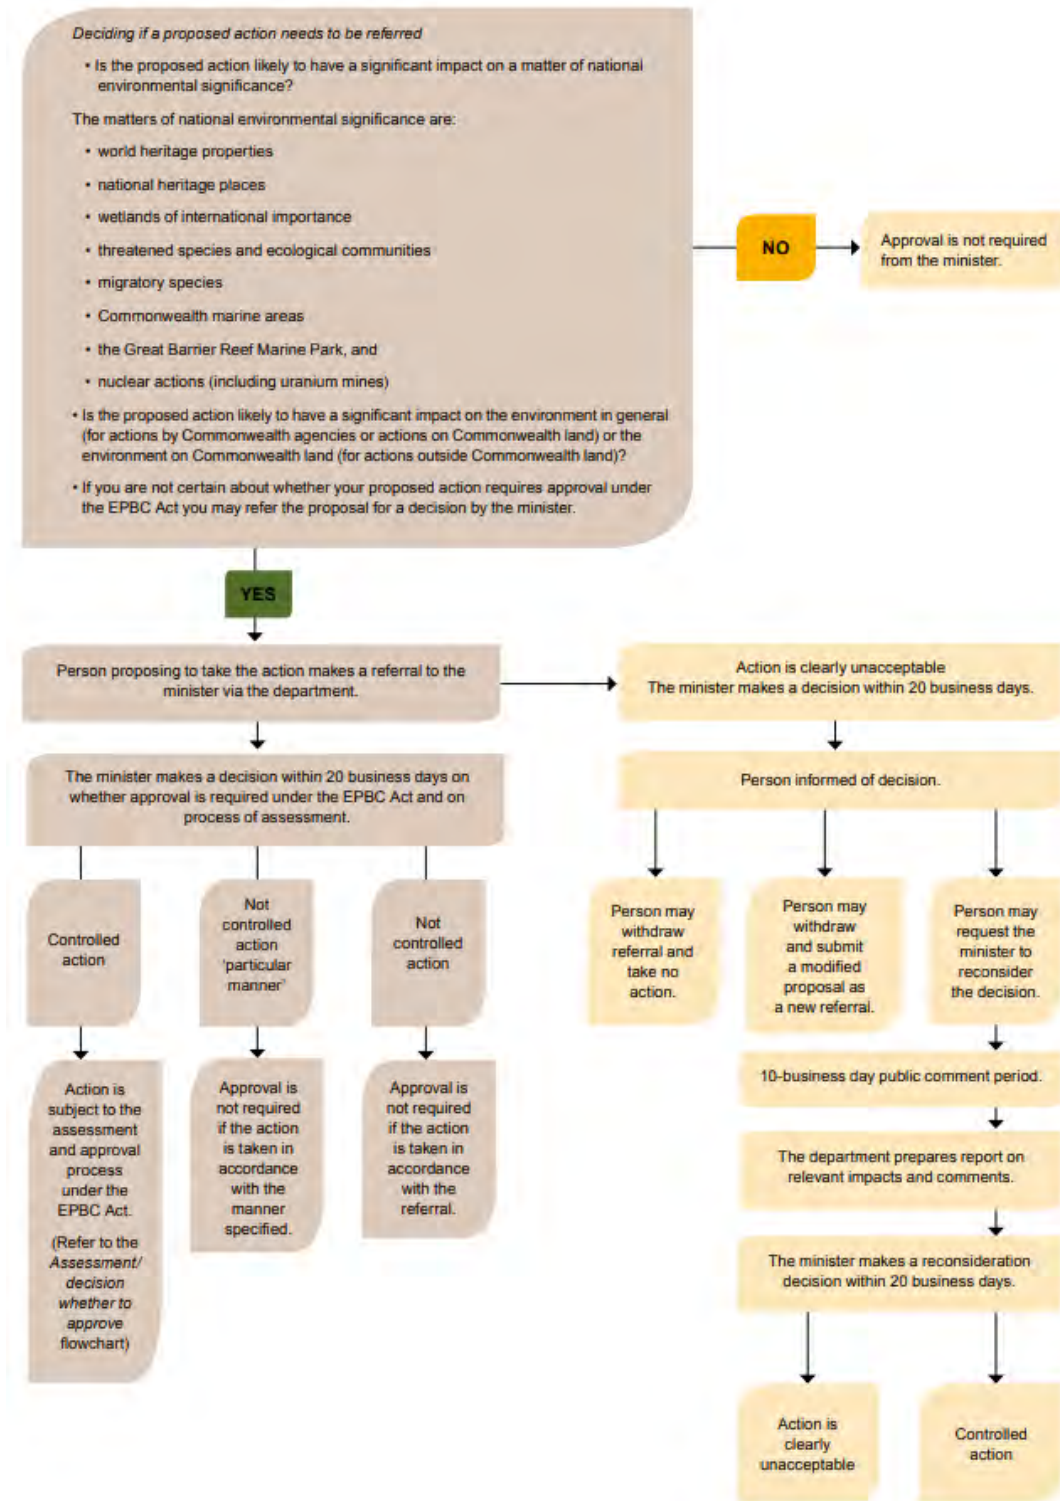 Deciding if a proposed action needs to be referred
• Is the proposed action likely to have a significant impact on a matter of national
environmental significance?
The matters of national environmental significance are:
• world heritage properties
• national heritage places
• wetlands of international importance
• threatened species and ecological communities
• migratory species
• Commonwealth marine areas
• the Great Barrier Reef Marine Park, and
• nuclear actions (including uranium mines)
• Is the proposed action likely to have a significant impact on the environment in general
(for actions by Commonwealth agencies or actions on Commonwealth land) or the
environment on Commonwealth land (for actions outside Commonwealth land)?
• If you are not certain about whether your proposed action requires approval under
the EPBC Act you may refer the proposal for a decision by the minister.
NO
Approval is not required
from the minister.
YES
Person proposing to take the action makes a referral to the
minister via the department.
Action is clearly unacceptable
The minister makes a decision within 20 business days.
The minister makes a decision within 20 business days on
whether approval is required under the EPBC Act and on
process of assessment.
Person informed of decision.
Controlled
action
Not
controlled
action
‘particular
manner’
Not
controlled
action
Person may
withdraw
referral and
take no
action.
Person may
withdraw
and submit
a modified
proposal as
a new referral.
Person may
request the
minister to
reconsider
the decision.
Action is
subject to the
assessment
and approval
process
under the
EPBC Act.
(Refer to the
Assessment/
decision
whether to
approve
flowchart)
Approval is
not required
if the action
is taken in
accordance
with the
manner
specified.
Approval is
not required
if the action
is taken in
accordance
with the
referral.
10-business day public comment period.
The department prepares report on
relevant impacts and comments.
The minister makes a reconsideration
decision within 20 business days.
Action is
clearly
unacceptable
Controlled
action